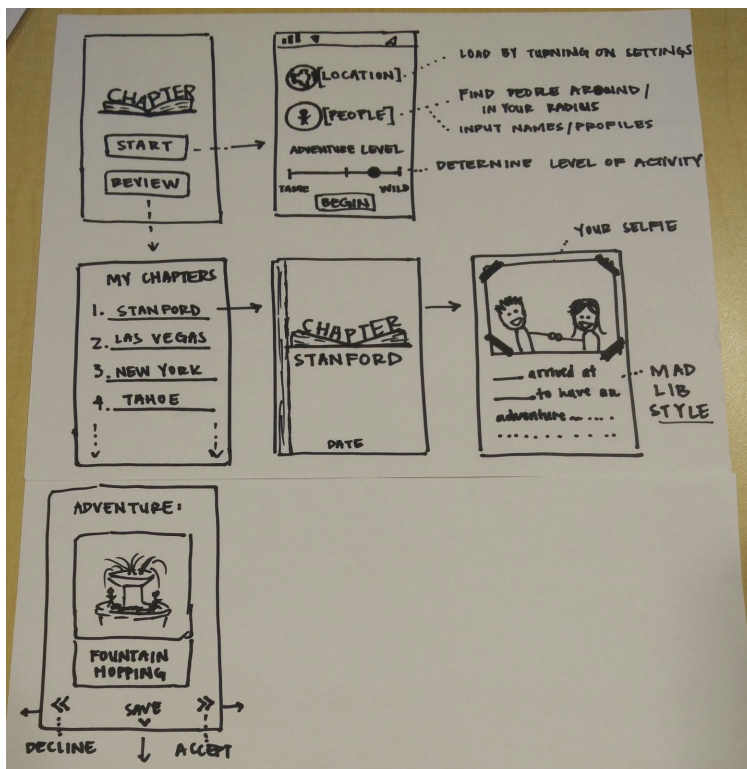 CHAPTER
START
REVIEW
[LOCATION]
[PEOPLE]
ADVENTURE LEVEL
TAME
WILD
BEGIN
LOAD BY TURNING ON SETTINGS
FIND PEOPLE AROUND/
IN YOUR RADIUS
INPUT NAMES/PROFILES
DETERMINE LEVEL OF ACTIVITY
MY CHAPTERS
1. STANFORD
2. LAS VEGAS
3. NEW YORK
4. TAHOE
CHAPTER
STANFORD
DATE
YOUR SELFIE
___ arrived at
___ to have an
adventure
MAD
LIB
STYLE
ADVENTURE:
FOUNTAIN
HOPPING
SAVE
DECLINE
ACCEPT